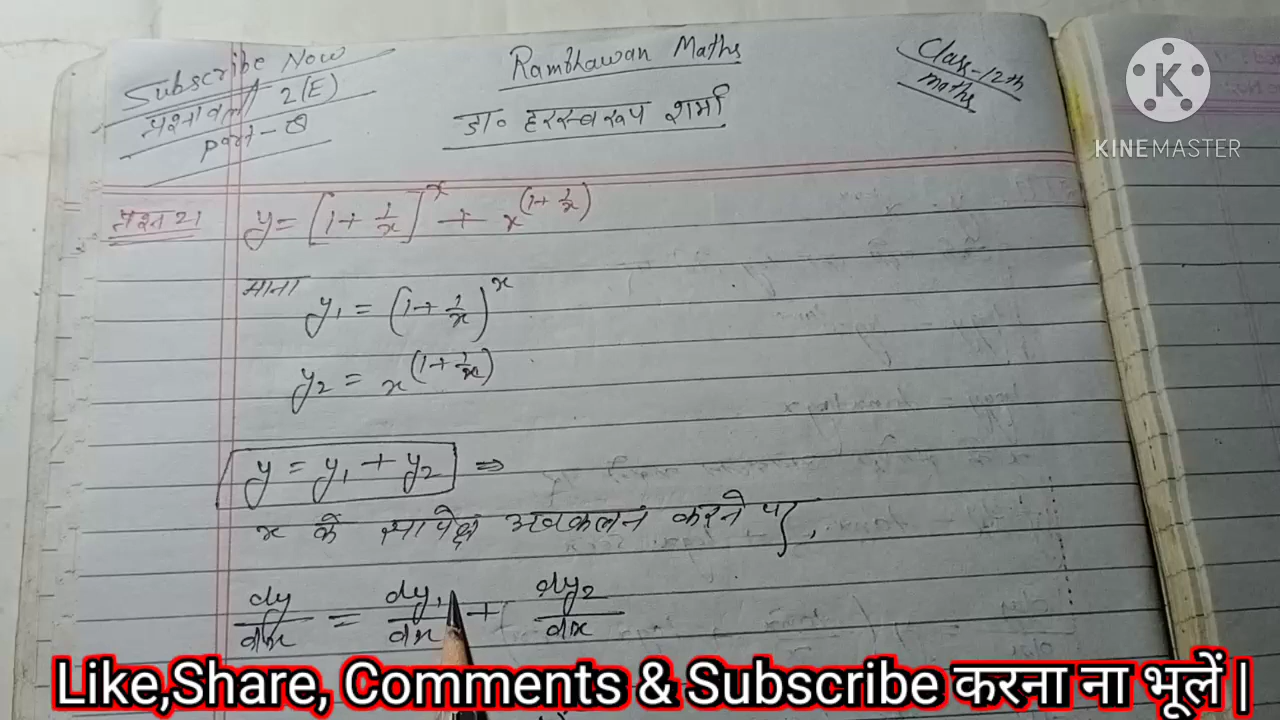 Subscribe Now
प्रश्नावली 2(E)
part - 8
Rambhawan Maths
डा० हरस्वरूप शर्मा
Class-12th
maths
K
KINEMASTER
प्रश्न 21 y = [1 + 1/x]^x + x^(1 + 1/x)
माना
y₁ = (1 + 1/x)^x
y₂ = x^(1 + 1/x)
y = y₁ + y₂ ⇒
x के सापेक्ष अवकलन करने पर,
dy/dx = dy₁/dx + dy₂/dx
Like,Share, Comments & Subscribe करना ना भूलें |